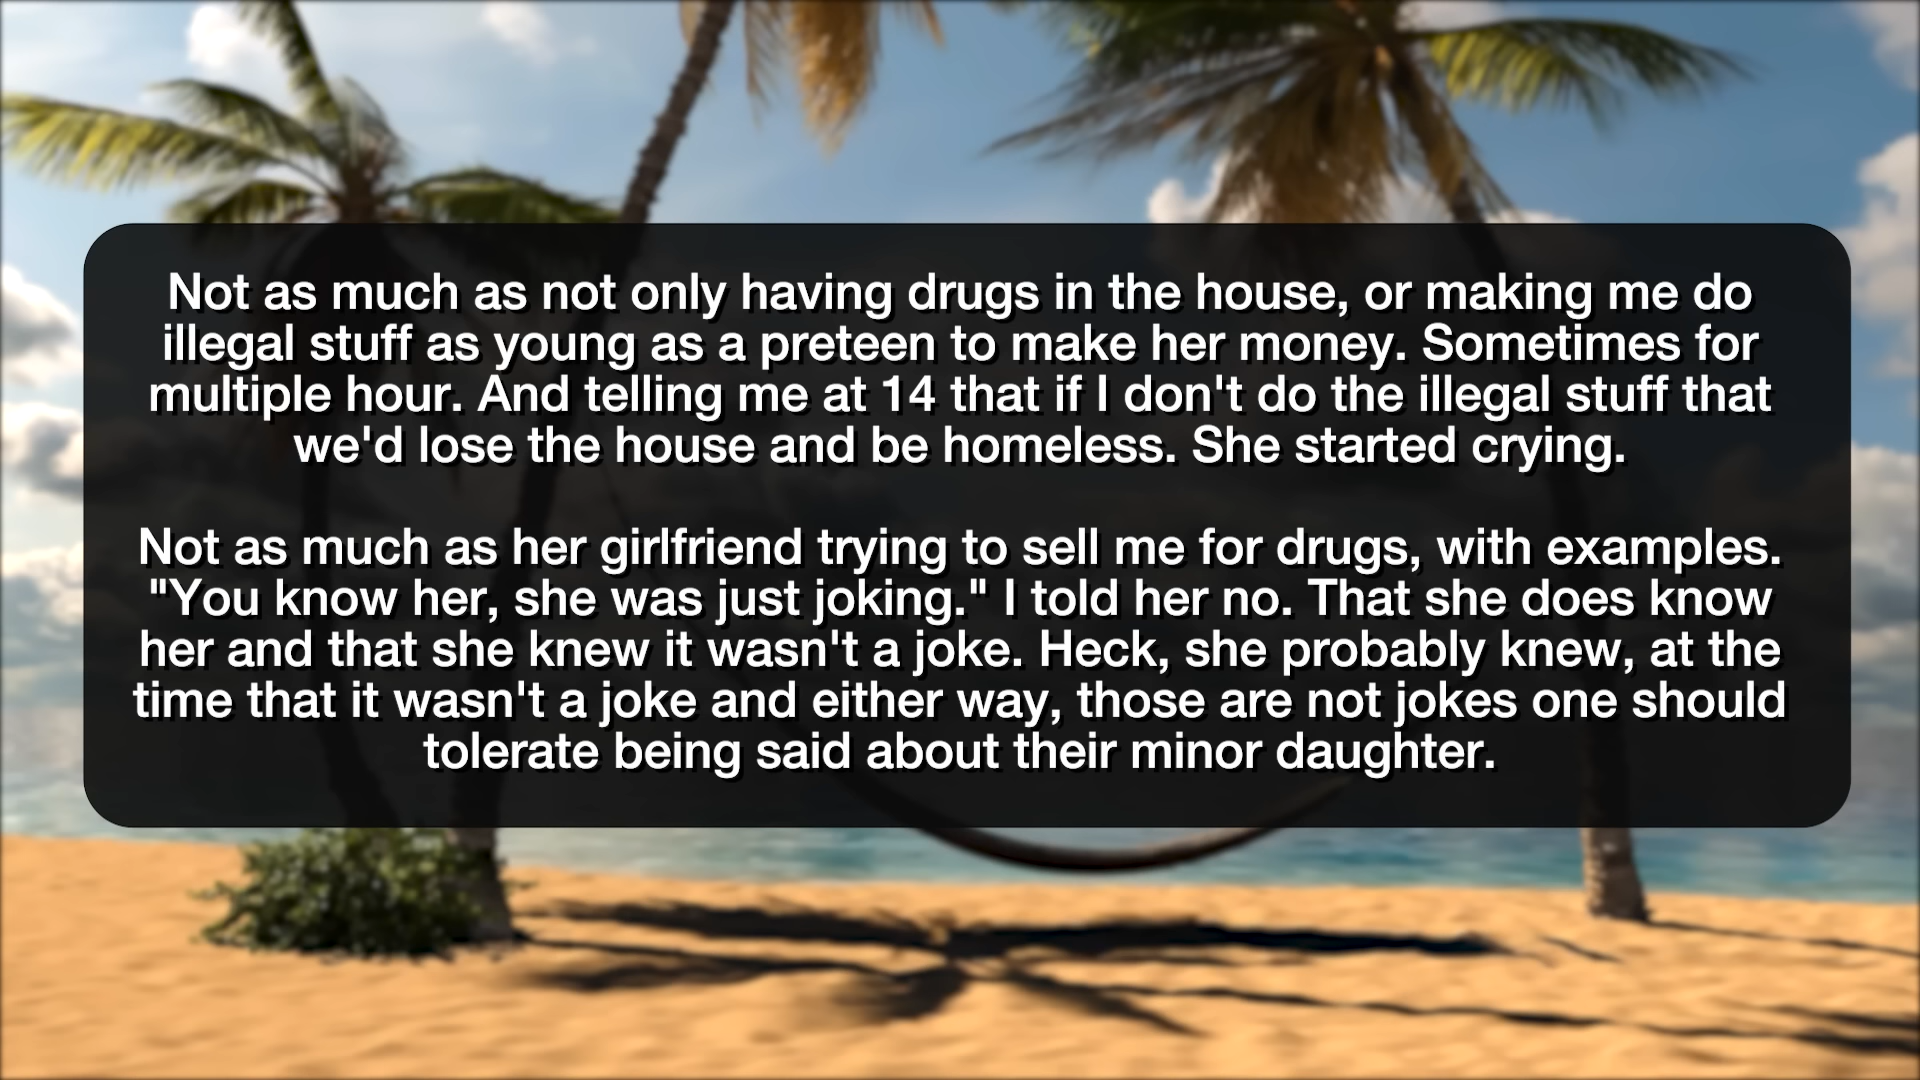 Not as much as not only having drugs in the house, or making me do
illegal stuff as young as a preteen to make her money. Sometimes for
multiple hour. And telling me at 14 that if I don't do the illegal stuff that
we'd lose the house and be homeless. She started crying.
Not as much as her girlfriend trying to sell me for drugs, with examples.
"You know her, she was just joking." I told her no. That she does know
her and that she knew it wasn't a joke. Heck, she probably knew, at the
time that it wasn't a joke and either way, those are not jokes one should
tolerate being said about their minor daughter.